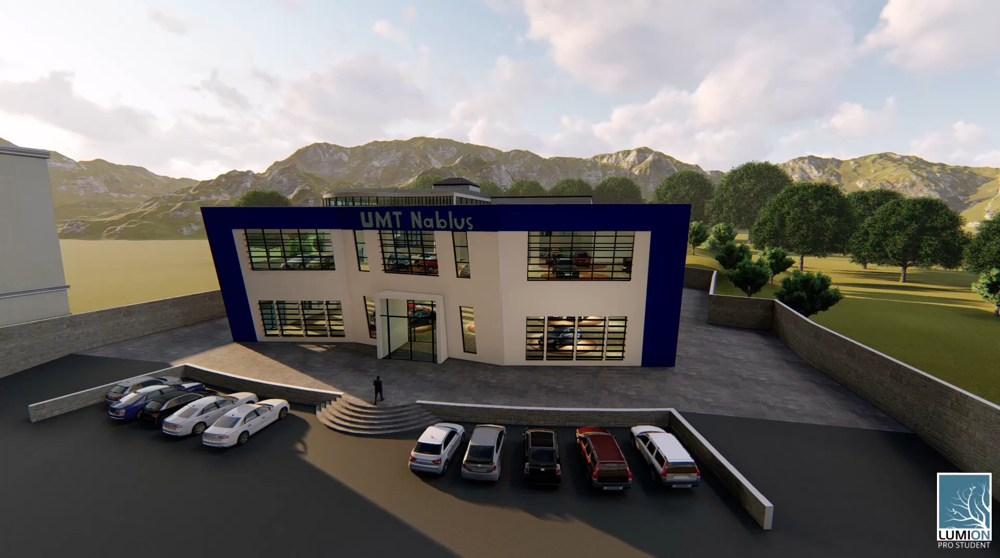 UMT Nablus
LUMION
PRO STUDENT